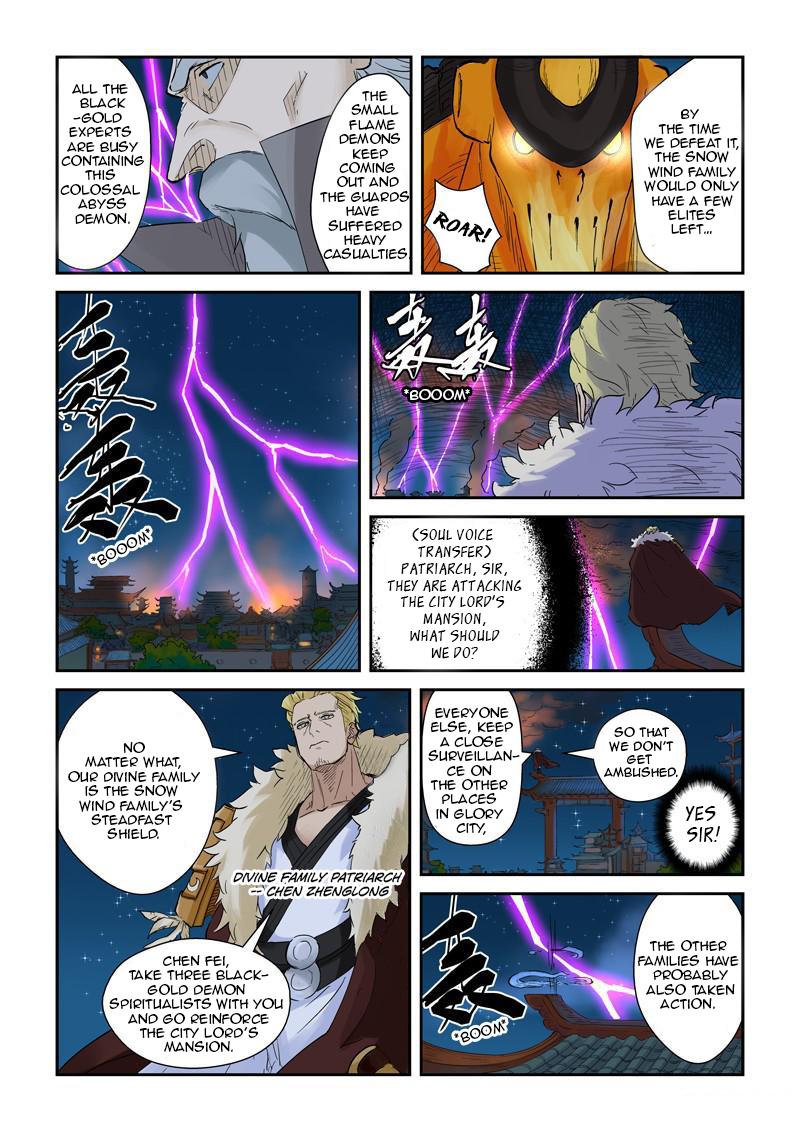 THE
SMALL
FLAME
DEMONS
KEEP
COMING
OUT AND
THE GUARDS
HAVE
SUFFERED
HEAVY
CASUALTIES.
ALL THE
BLACK
-GOLD
EXPERTS
ARE BUSY
CONTAINING
THIS
COLOSSAL
ABYSS
DEMON.
BY
THE TIME
WE DEFEAT IT,
THE SNOW
WIND FAMILY
WOULD ONLY
HAVE A FEW
ELITES
LEFT...
ROAR!
轰
轰
*BOOOM*
轰轰
*BOOOM*
(SOUL VOICE
TRANSFER)
PATRIARCH, SIR,
THEY ARE ATTACKING
THE CITY LORD'S
MANSION,
WHAT SHOULD
WE DO?
NO
MATTER WHAT,
OUR DIVINE FAMILY
IS THE SNOW
WIND FAMILY'S
STEADFAST
SHIELD.
DIVINE FAMILY PATRIARCH
-- CHEN ZHENGLONG
CHEN FEI,
TAKE THREE BLACK-
GOLD DEMON
SPIRITUALISTS WITH YOU
AND GO REINFORCE
THE CITY LORD'S
MANSION.
EVERYONE
ELSE, KEEP
A CLOSE
SURVEILLAN-
CE ON
THE OTHER
PLACES
IN GLORY
CITY,
SO THAT
WE DON'T
GET
AMBUSHED.
YES
SIR!
THE OTHER
FAMILIES HAVE
PROBABLY
ALSO TAKEN
ACTION.
轰
*BOOM*